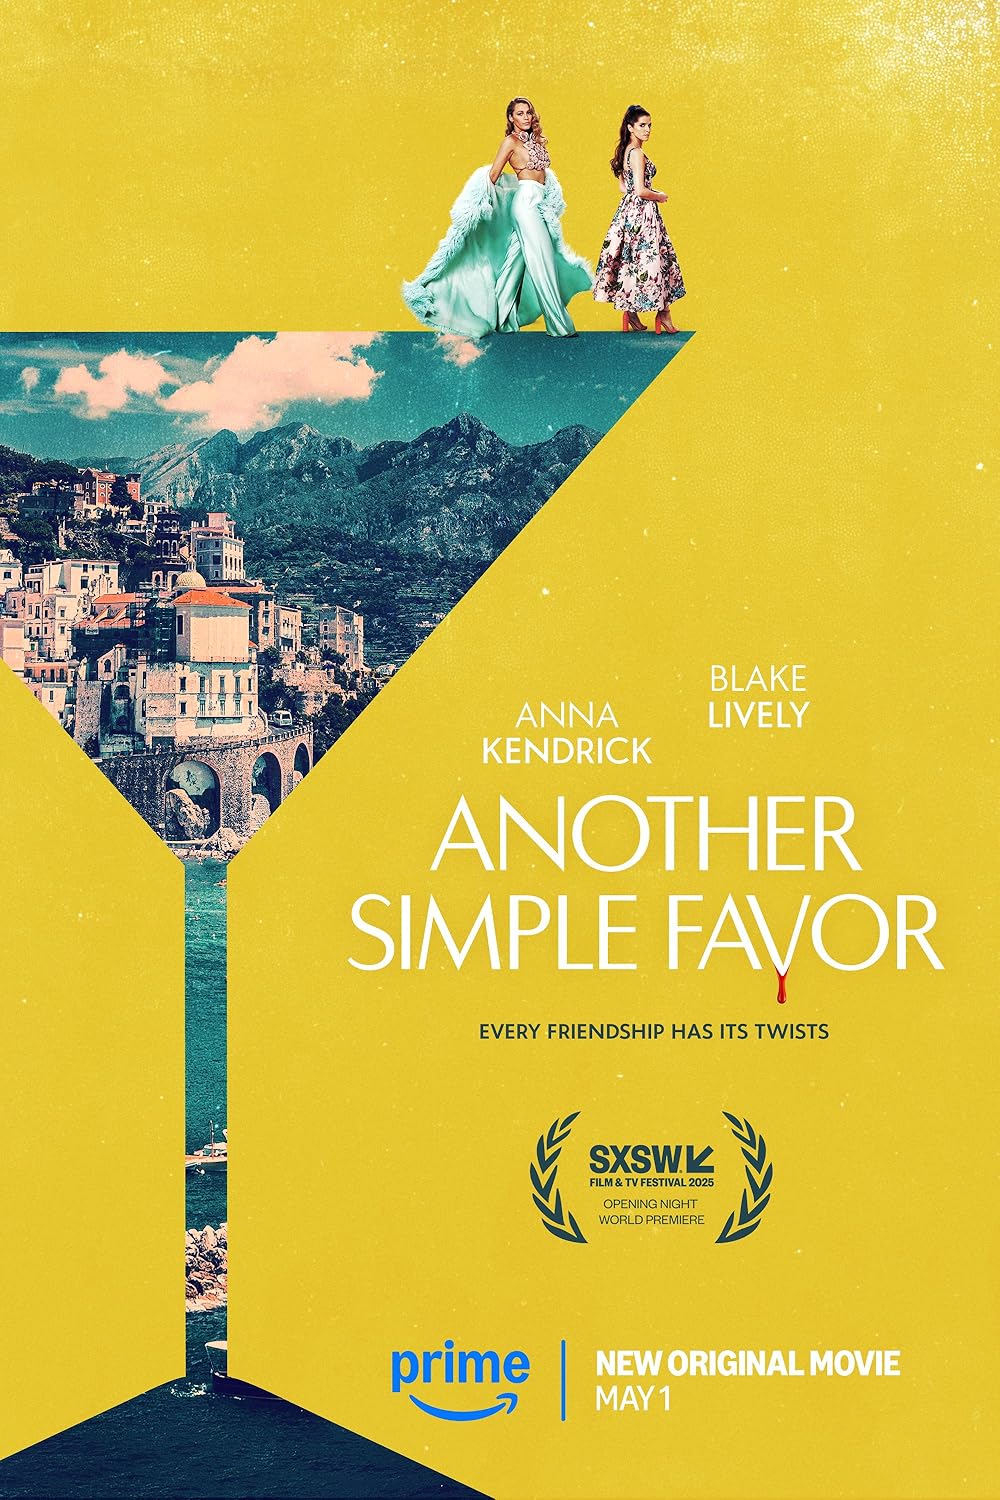 ANNA
KENDRICK
BLAKE
LIVELY
ANOTHER
SIMPLE FAVOR
EVERY FRIENDSHIP HAS ITS TWISTS
SXSW
FILM & TV FESTIVAL 2025
OPENING NIGHT
WORLD PREMIERE
prime
NEW ORIGINAL MOVIE
MAY 1